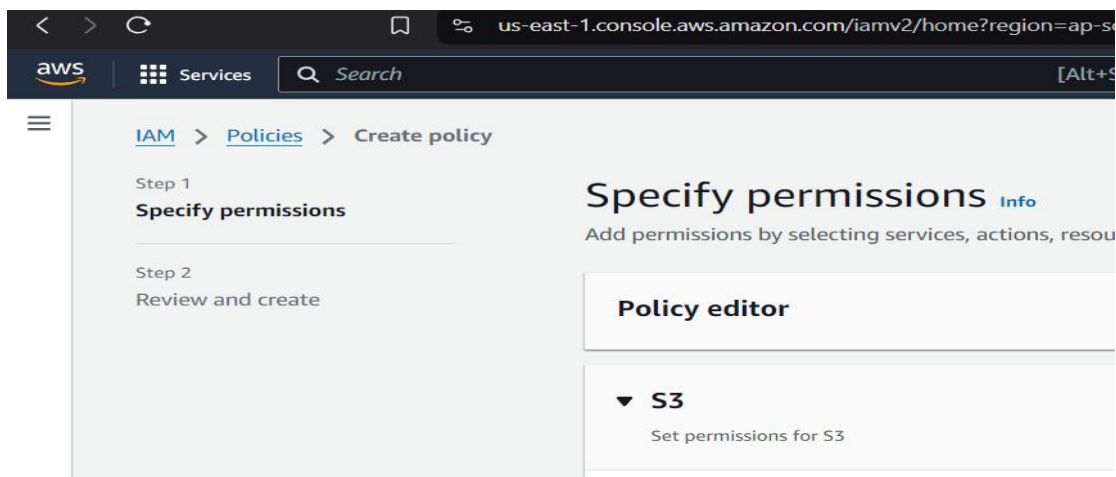 us-east-1.console.aws.amazon.com/iamv2/home?region=ap-s
aws Services Search [Alt+S
IAM > Policies > Create policy
Step 1
Specify permissions
Step 2
Review and create
Specify permissions Info
Add permissions by selecting services, actions, resou
Policy editor
S3
Set permissions for S3